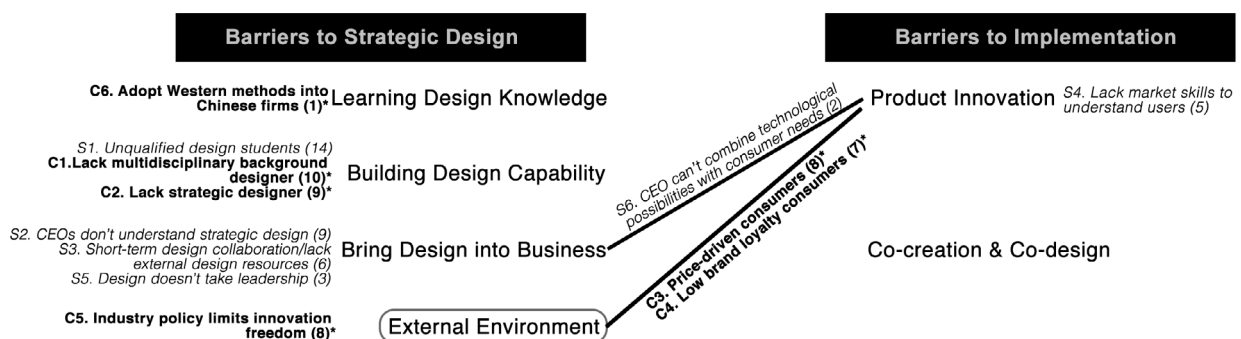 Barriers to Strategic Design
Barriers to Implementation
C6. Adopt Western methods into
Chinese firms (1)*
Learning Design Knowledge
S1. Unqualified design students (14)
C1.Lack multidisciplinary background
designer (10)*
C2. Lack strategic designer (9)*
Building Design Capability
S2. CEOs don't understand strategic design (9)
S3. Short-term design collaboration/lack
external design resources (6)
S5. Design doesn't take leadership (3)
Bring Design into Business
C5. Industry policy limits innovation
freedom (8)*
External Environment
S6. CEO can't combine technological
possibilities with consumer needs (2)
C3. Price-driven consumers (8)*
C4. Low brand loyalty consumers (7)*
Product Innovation
S4. Lack market skills to
understand users (5)
Co-creation & Co-design